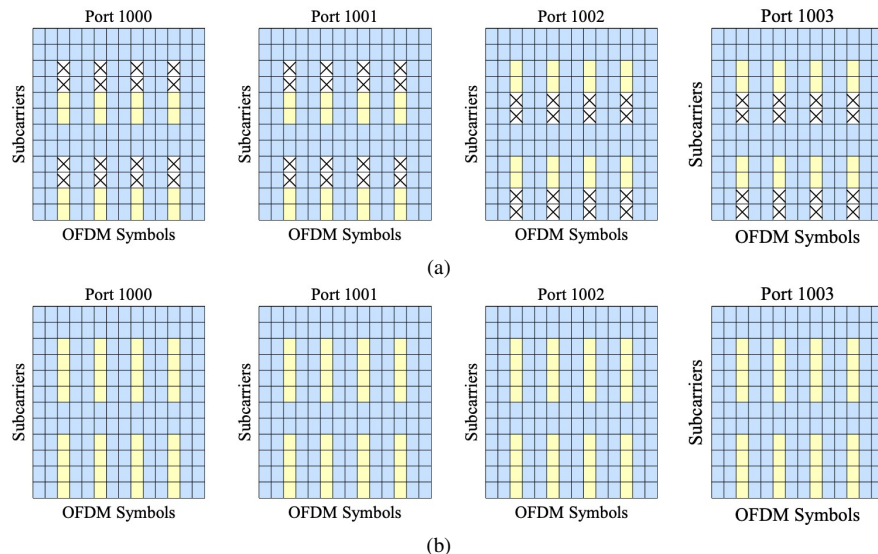 Port 1000 Port 1001 Port 1002 Port 1003
Subcarriers Subcarriers Subcarriers Subcarriers
OFDM Symbols OFDM Symbols OFDM Symbols OFDM Symbols
(a)
Port 1000 Port 1001 Port 1002 Port 1003
Subcarriers Subcarriers Subcarriers Subcarriers
OFDM Symbols OFDM Symbols OFDM Symbols OFDM Symbols
(b)